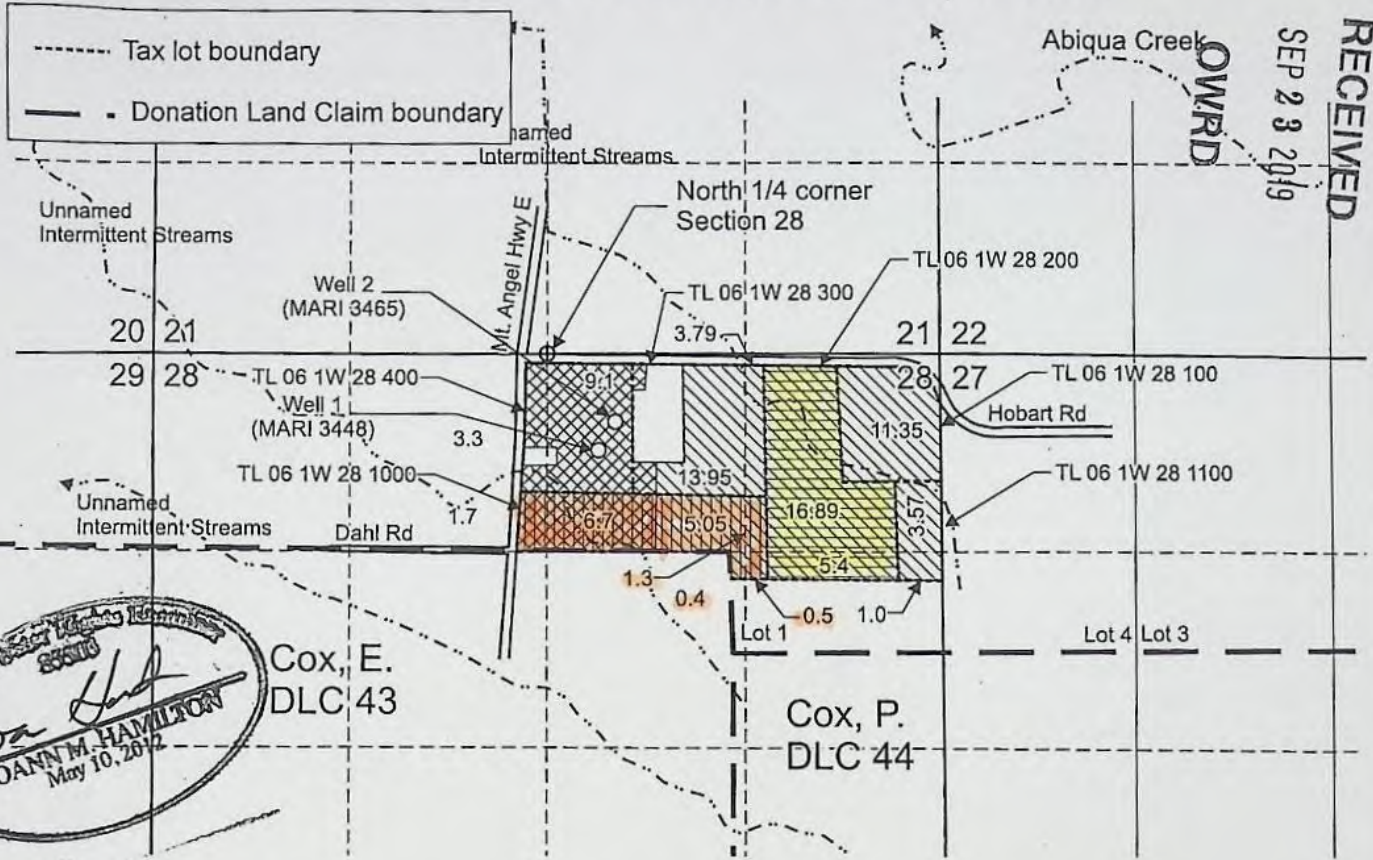 Tax lot boundary
Donation Land Claim boundary
Intermittent Streams
Abiqua Creek
RECEIVED
SEP 23 2019
OWRD
North 1/4 corner
Section 28
Unnamed
Intermittent Streams
Mt. Angel Hwy E
Well 2
(MARI 3465)
TL 06 1W 28 300
TL 06 1W 28 200
3.79
20 21
29 28
21 22
28 27
TL 06 1W 28 400
9.1
TL 06 1W 28 100
Well 1
(MARI 3448)
3.3
11.35
Hobart Rd
TL 06 1W 28 1000
13.95
TL 06 1W 28 1100
Unnamed
Intermittent Streams
1.7
Dahl Rd
6.7
5.05
16.89
3.57
5.4
1.3
0.4
0.5
1.0
Lot 1
Lot 4 Lot 3
Cox, E.
DLC 43
Cox, P.
DLC 44
JOANN M. HAMILTON
May 10, 2012